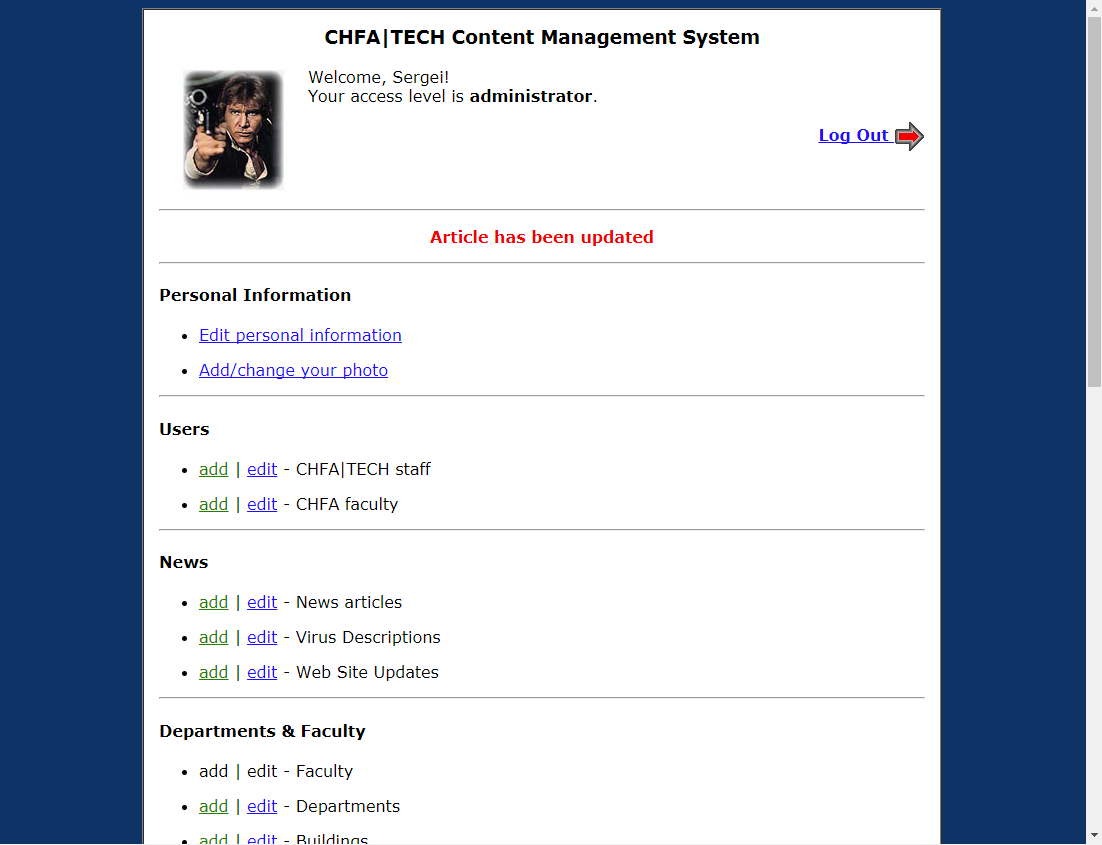 CHFA|TECH Content Management System
Welcome, Sergei!
Your access level is administrator.
Log Out
Article has been updated
Personal Information
Edit personal information
Add/change your photo
Users
add | edit - CHFA|TECH staff
add | edit - CHFA faculty
News
add | edit - News articles
add | edit - Virus Descriptions
add | edit - Web Site Updates
Departments & Faculty
add | edit - Faculty
add | edit - Departments
add | edit - Buildings